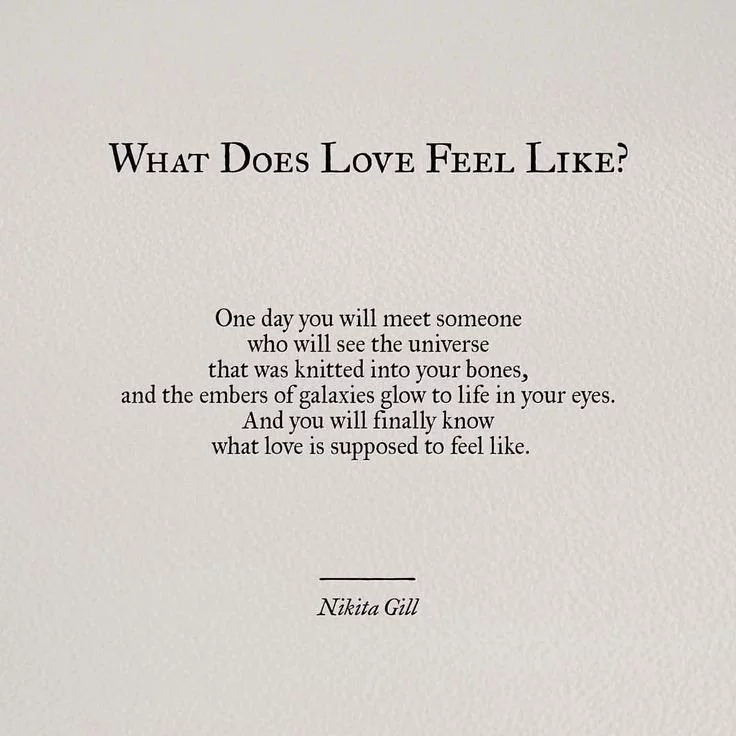 What Does Love Feel Like?
One day you will meet someone
who will see the universe
that was knitted into your bones,
and the embers of galaxies glow to life in your eyes.
And you will finally know
what love is supposed to feel like.
Nikita Gill